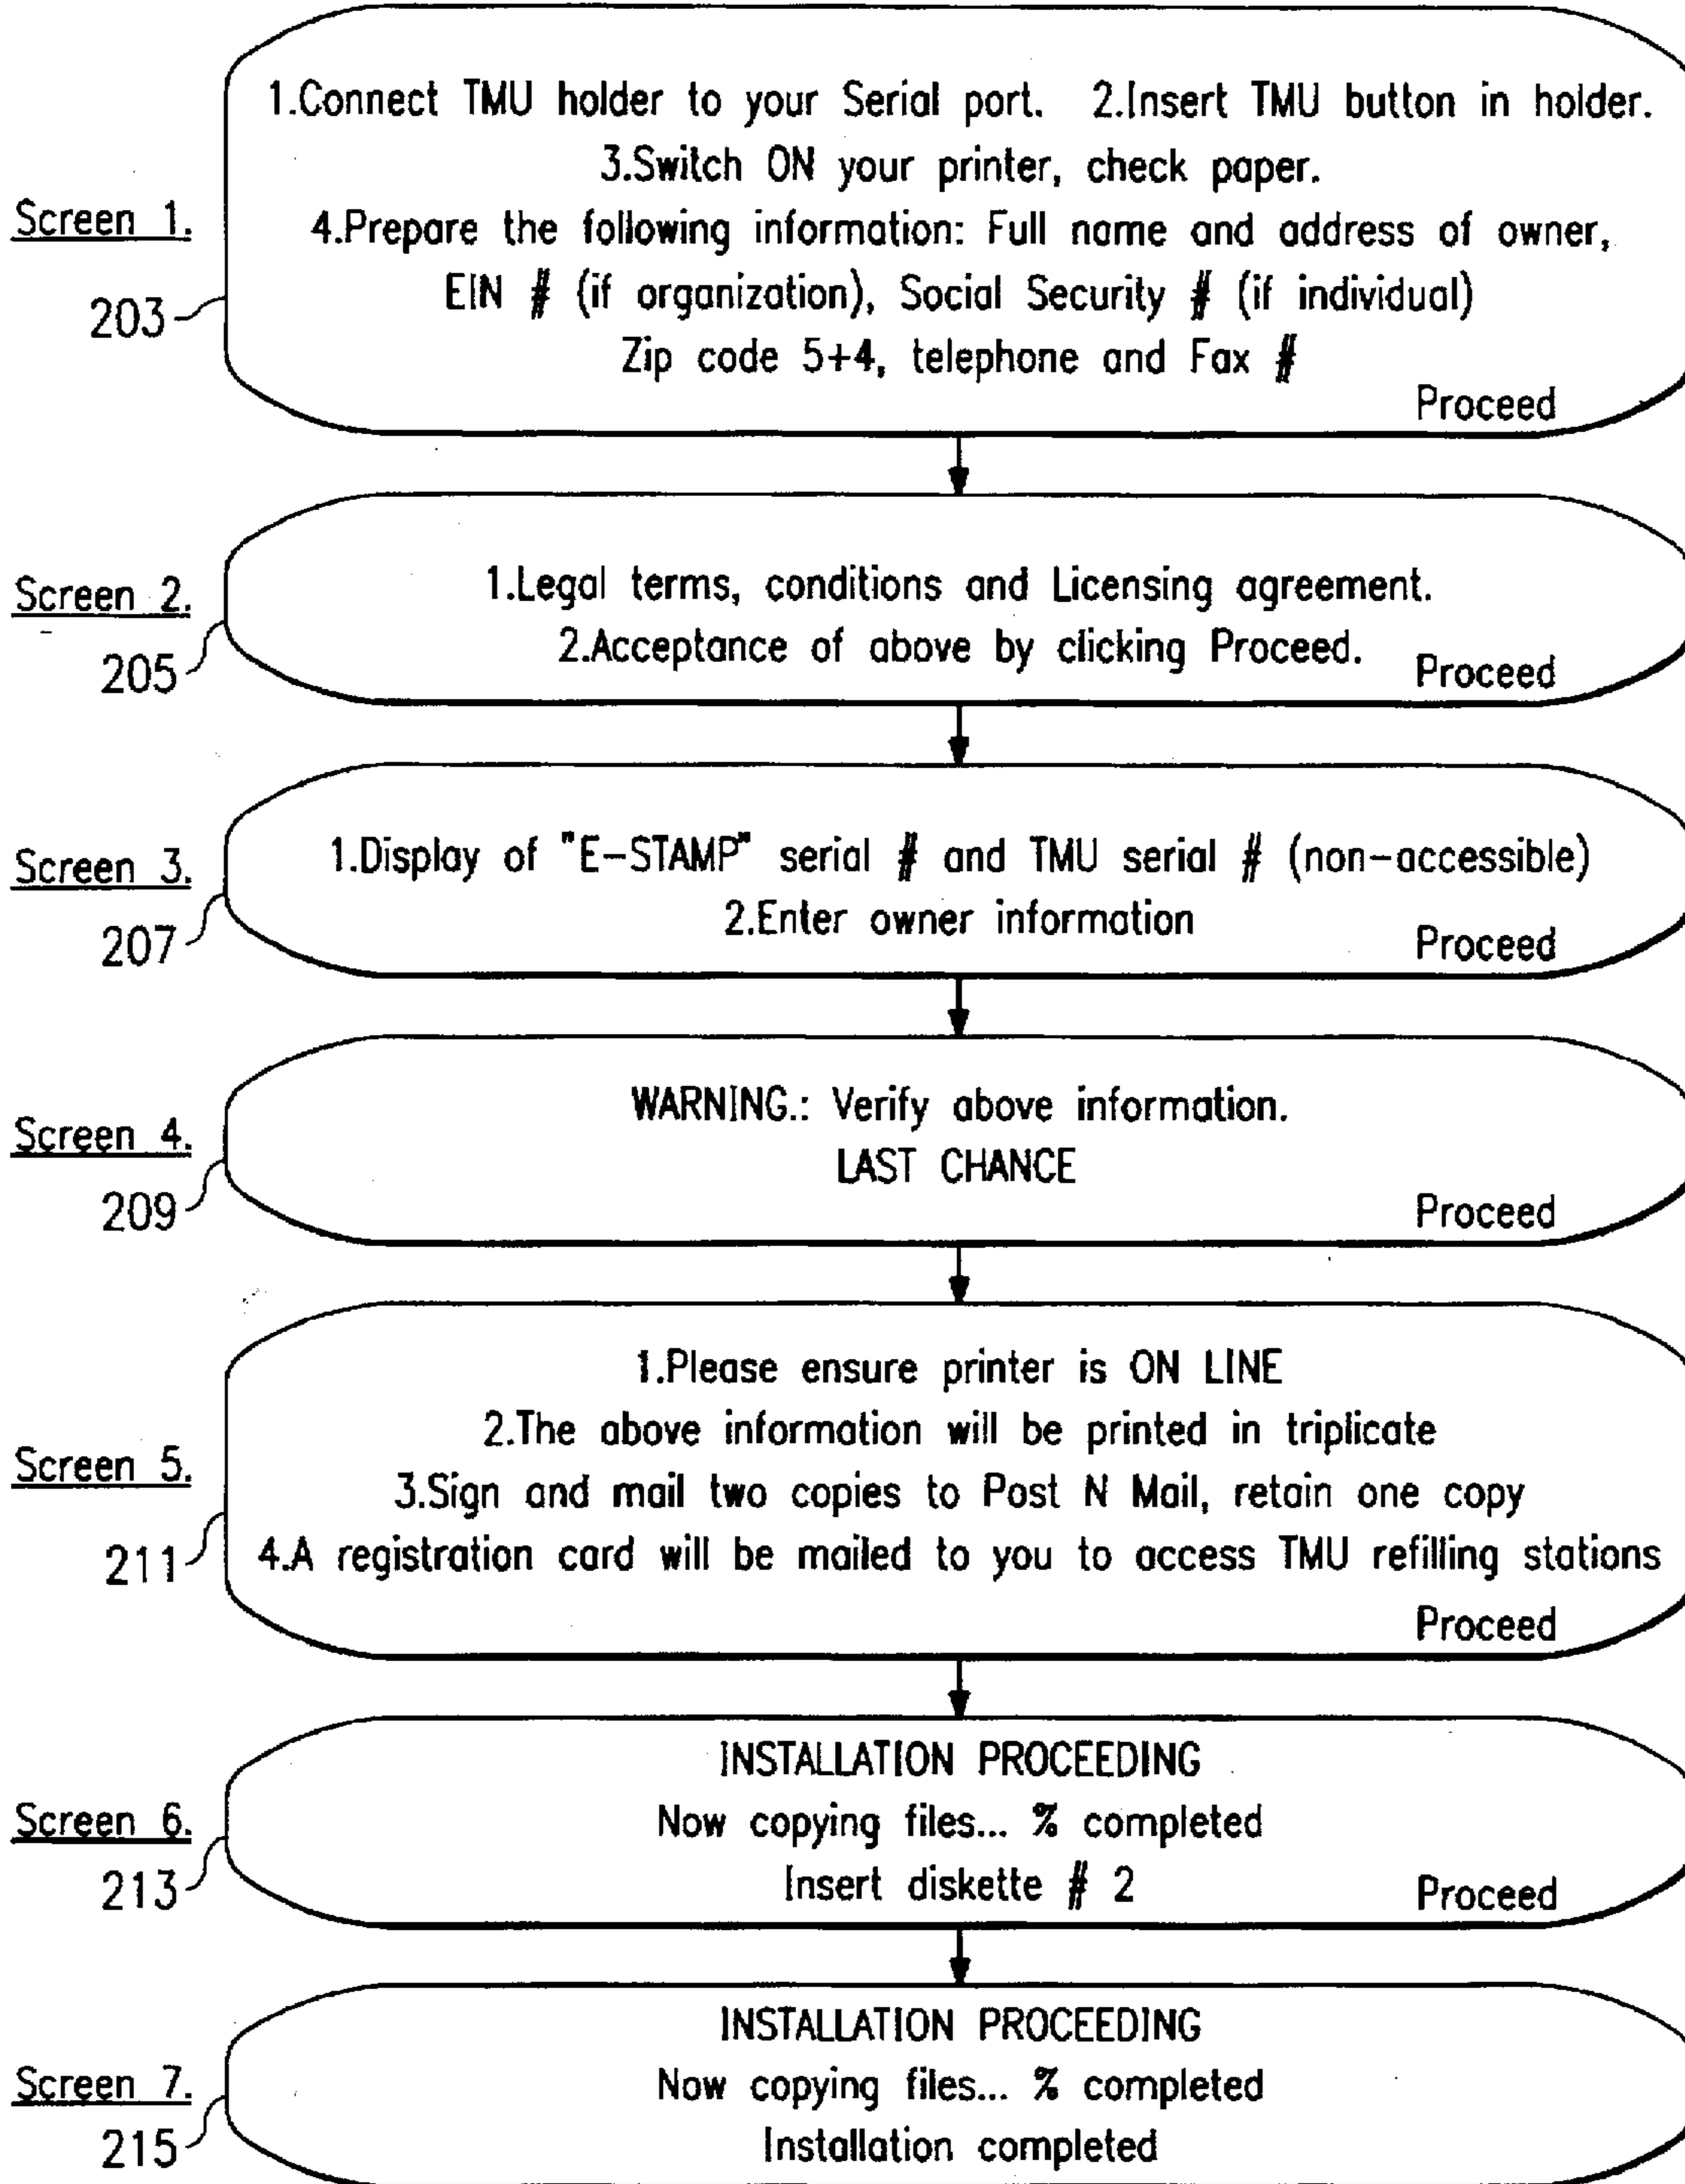 1.Connect TMU holder to your Serial port. 2.Insert TMU button in holder.
3.Switch ON your printer, check paper.
Screen 1.
4.Prepare the following information: Full name and address of owner,
EIN # (if organization), Social Security # (if individual)
203
Zip code 5+4, telephone and Fax #
Proceed
Screen 2.
1.Legal terms, conditions and Licensing agreement.
2.Acceptance of above by clicking Proceed.
Proceed
205
Screen 3.
1.Display of "E-STAMP" serial # and TMU serial # (non-accessible)
2.Enter owner information
Proceed
207
WARNING.: Verify above information.
Screen 4.
LAST CHANCE
209
Proceed
1.Please ensure printer is ON LINE
2.The above information will be printed in triplicate
Screen 5.
3.Sign and mail two copies to Post N Mail, retain one copy
211
4.A registration card will be mailed to you to access TMU refilling stations
Proceed
INSTALLATION PROCEEDING
Screen 6.
Now copying files... % completed
213
Insert diskette # 2
Proceed
INSTALLATION PROCEEDING
Screen 7.
Now copying files... % completed
215
Installation completed